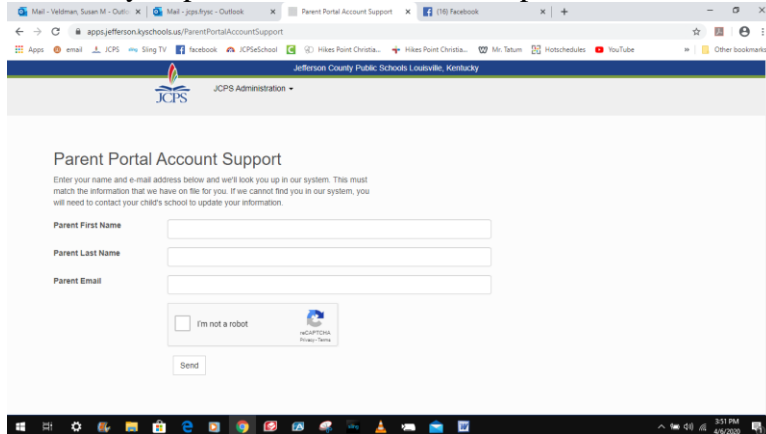 Mail - Veldman, Susan M - Outlo
Mail - jcps.frysc - Outlook
Parent Portal Account Support
(16) Facebook
apps.jefferson.kyschools.us/ParentPortalAccountSupport
Apps email JCPS Sling TV facebook JCPSeSchool Hikes Point Christia... Hikes Point Christia... Mr. Tatum Hotschedules YouTube Other bookmarks
Jefferson County Public Schools Louisville, Kentucky
JCPS
JCPS Administration
Parent Portal Account Support
Enter your name and e-mail address below and we'll look you up in our system. This must
match the information that we have on file for you. If we cannot find you in our system, you
will need to contact your child's school to update your information.
Parent First Name
Parent Last Name
Parent Email
I'm not a robot
reCAPTCHA
Privacy - Terms
Send
3:51 PM
4/6/2020